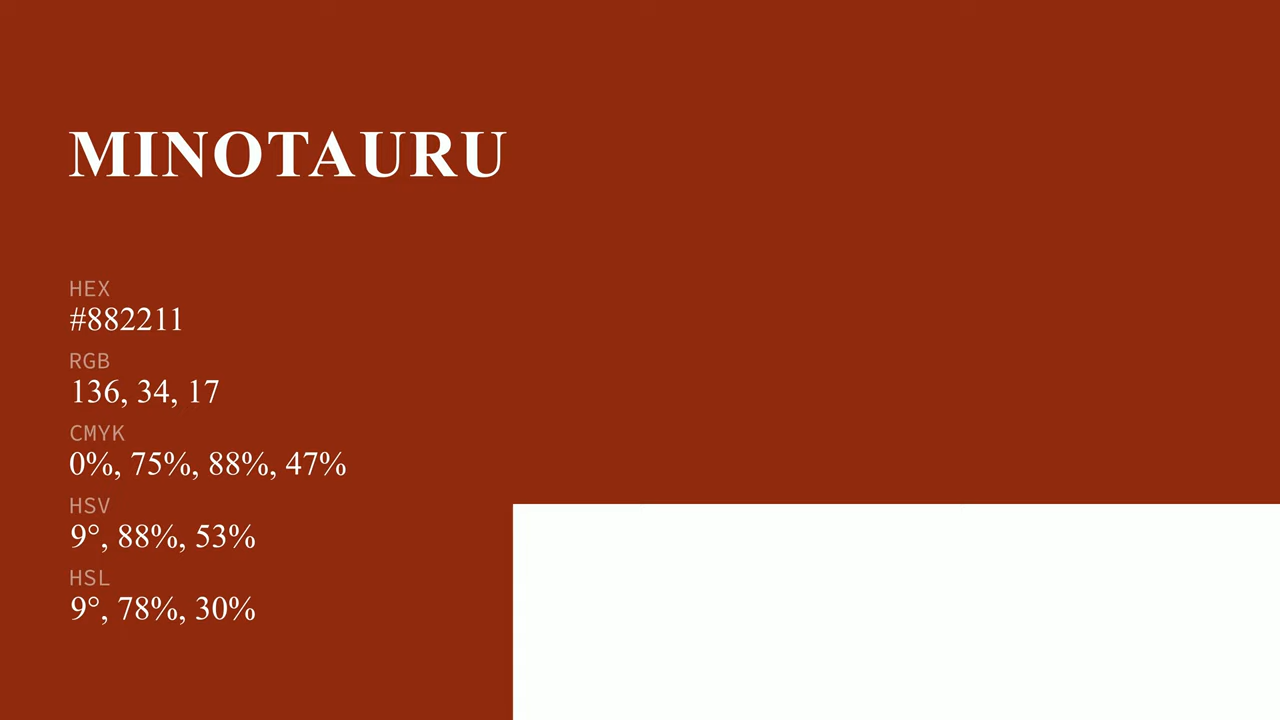 MINOTAURU
HEX
#882211
RGB
136, 34, 17
CMYK
0%, 75%, 88%, 47%
HSV
9°, 88%, 53%
HSL
9°, 78%, 30%